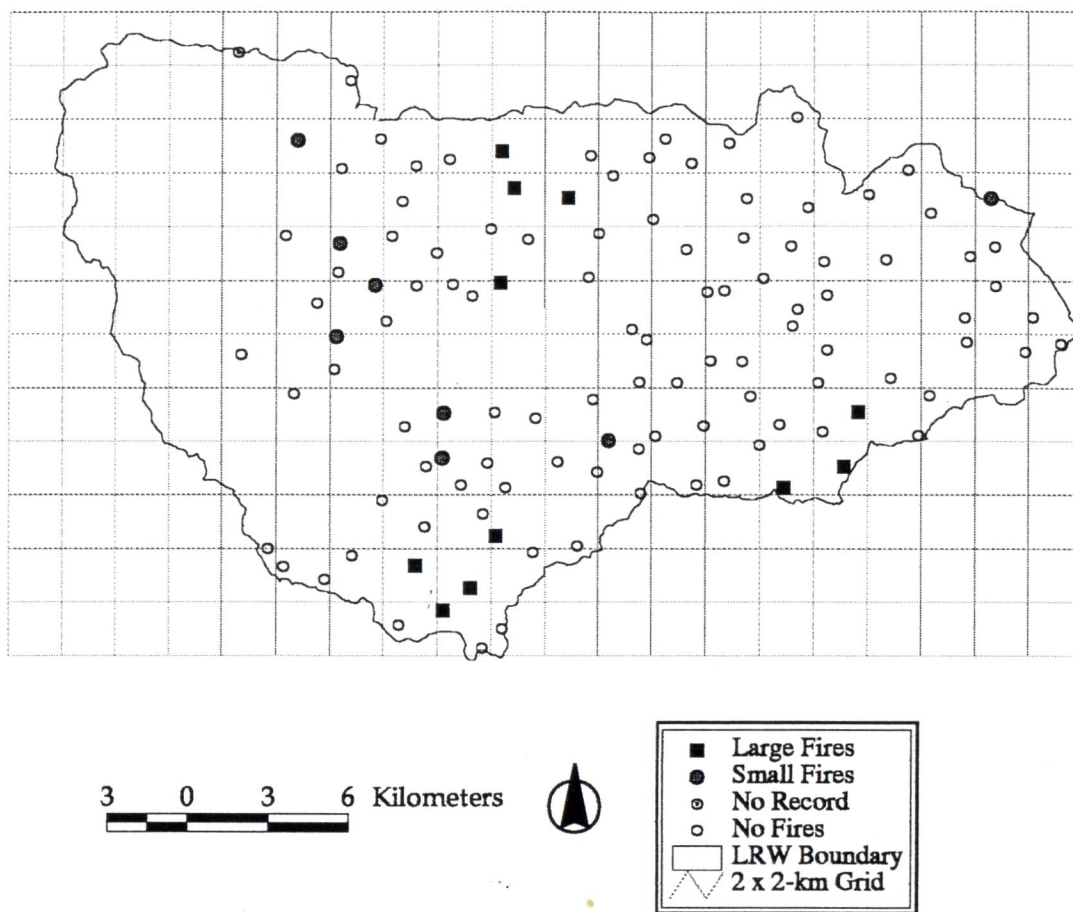 3 0 3 6 Kilometers
Large Fires
Small Fires
No Record
No Fires
LRW Boundary
2 x 2-km Grid